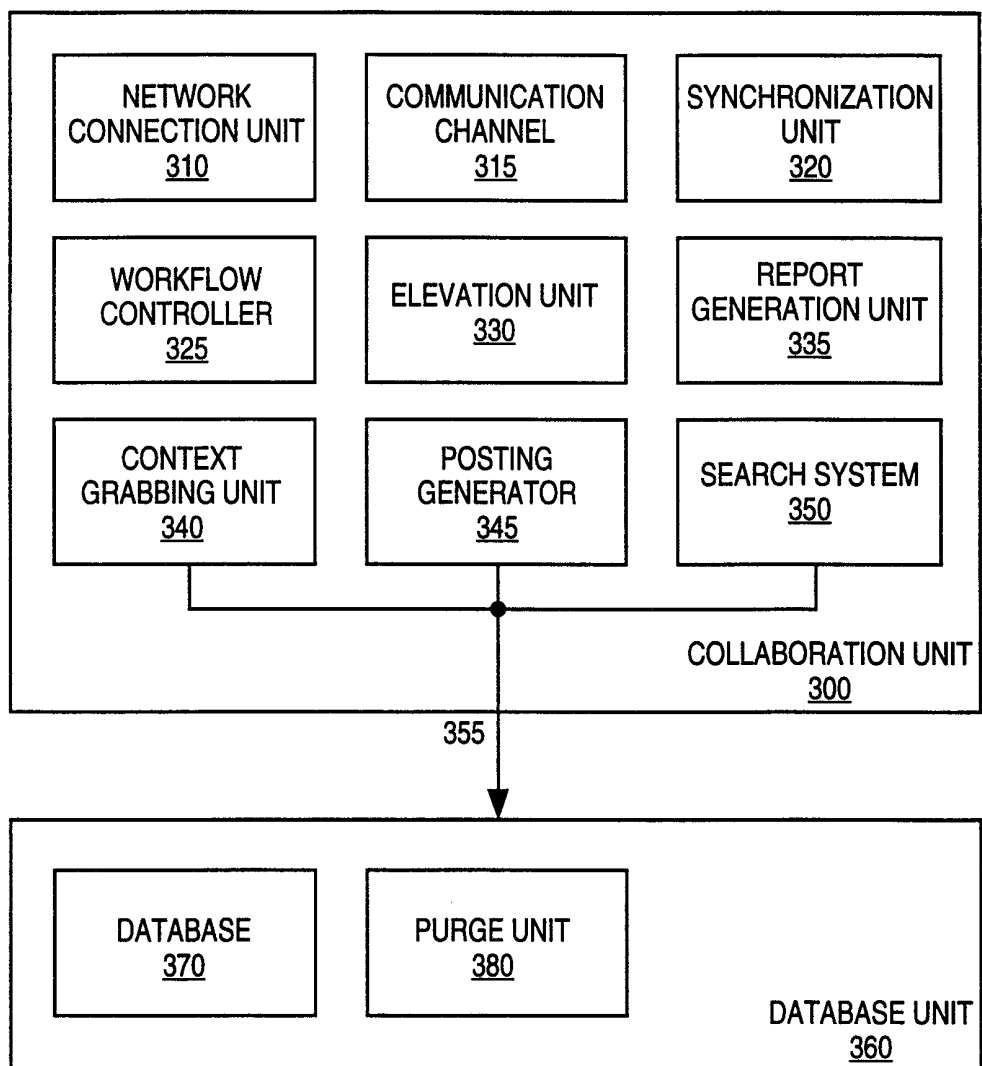 NETWORK
CONNECTION UNIT
310
COMMUNICATION
CHANNEL
315
SYNCHRONIZATION
UNIT
320
WORKFLOW
CONTROLLER
325
ELEVATION UNIT
330
REPORT
GENERATION UNIT
335
CONTEXT
GRABBING UNIT
340
POSTING
GENERATOR
345
SEARCH SYSTEM
350
COLLABORATION UNIT
300
355
DATABASE
370
PURGE UNIT
380
DATABASE UNIT
360